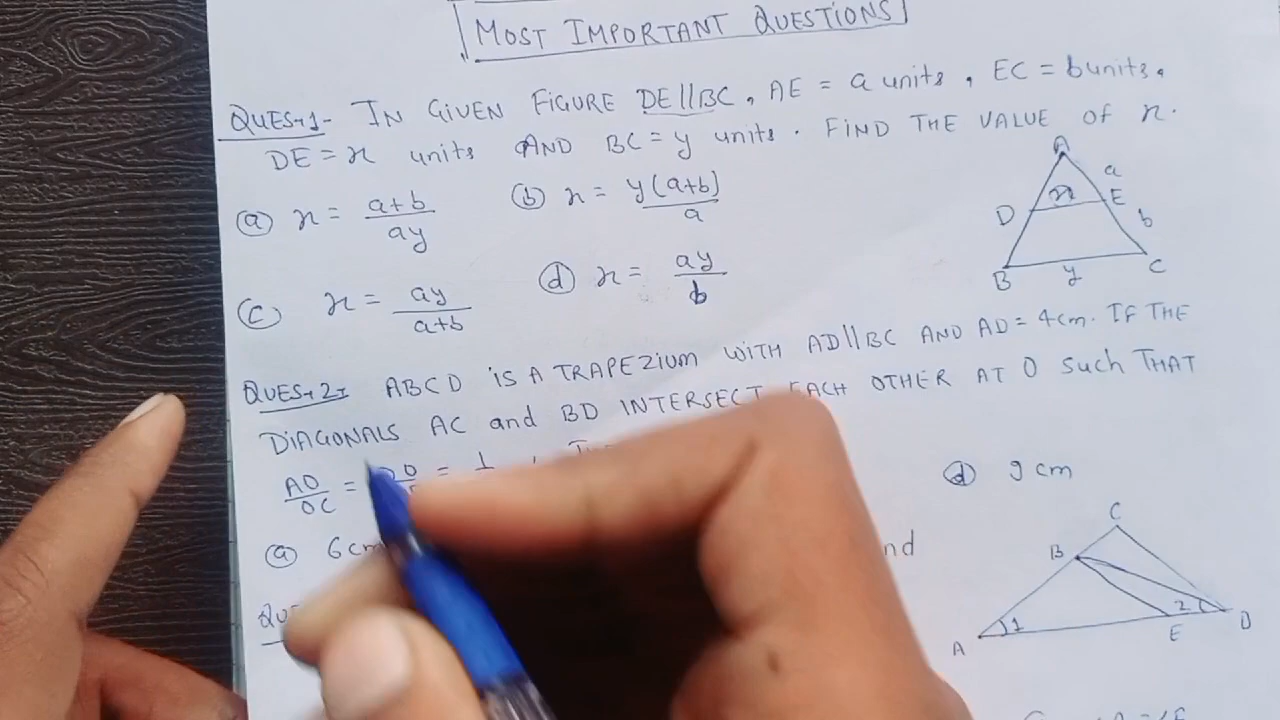 MOST IMPORTANT QUESTIONS
QUES-1- IN GIVEN FIGURE DE||BC, AE = a units, EC = b units,
DE = x units AND BC = y units. FIND THE VALUE OF x.
(a) x = a+b / ay (b) x = y(a+b) / a
(c) x = ay / a+b (d) x = ay / b
A
a
D x E
b
B y C
QUES-2- ABCD IS A TRAPEZIUM WITH AD||BC AND AD = 4cm. IF THE
DIAGONALS AC and BD INTERSECT EACH OTHER AT O such THAT
AO/OC = = 1
(a) 6cm (d) 9 cm
nd
C
B
A 1 2 E D